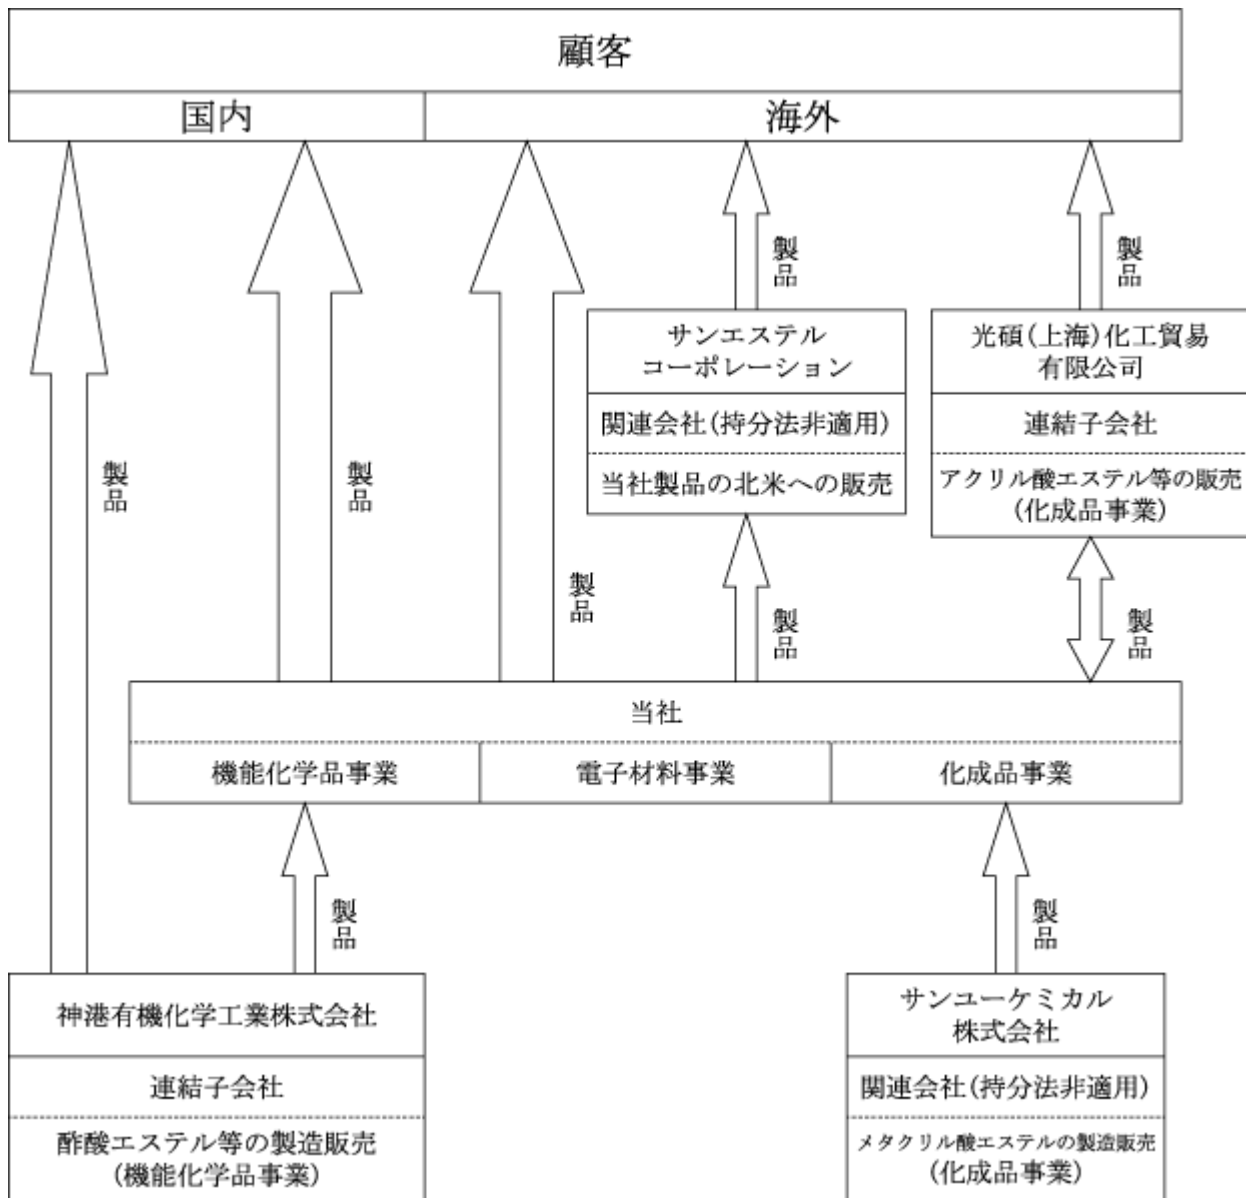 顧客
国内
海外
製品
製品
サンエステル
コーポレーション
関連会社(持分法非適用)
当社製品の北米への販売
光碩(上海)化工貿易
有限公司
連結子会社
アクリル酸エステル等の販売
(化成品事業)
製品
製品
製品
製品
製品
当社
機能化学品事業
電子材料事業
化成品事業
製品
製品
神港有機化学工業株式会社
連結子会社
酢酸エステル等の製造販売
(機能化学品事業)
サンユーケミカル
株式会社
関連会社(持分法非適用)
メタクリル酸エステルの製造販売
(化成品事業)